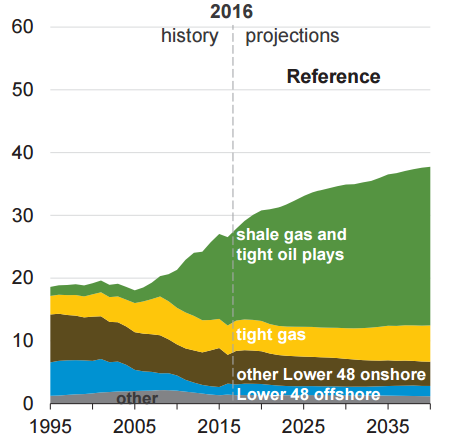 2016
history projections
60
50
Reference
40
30
shale gas and
tight oil plays
20
tight gas
10
other Lower 48 onshore
other
Lower 48 offshore
0
1995 2005 2015 2025 2035